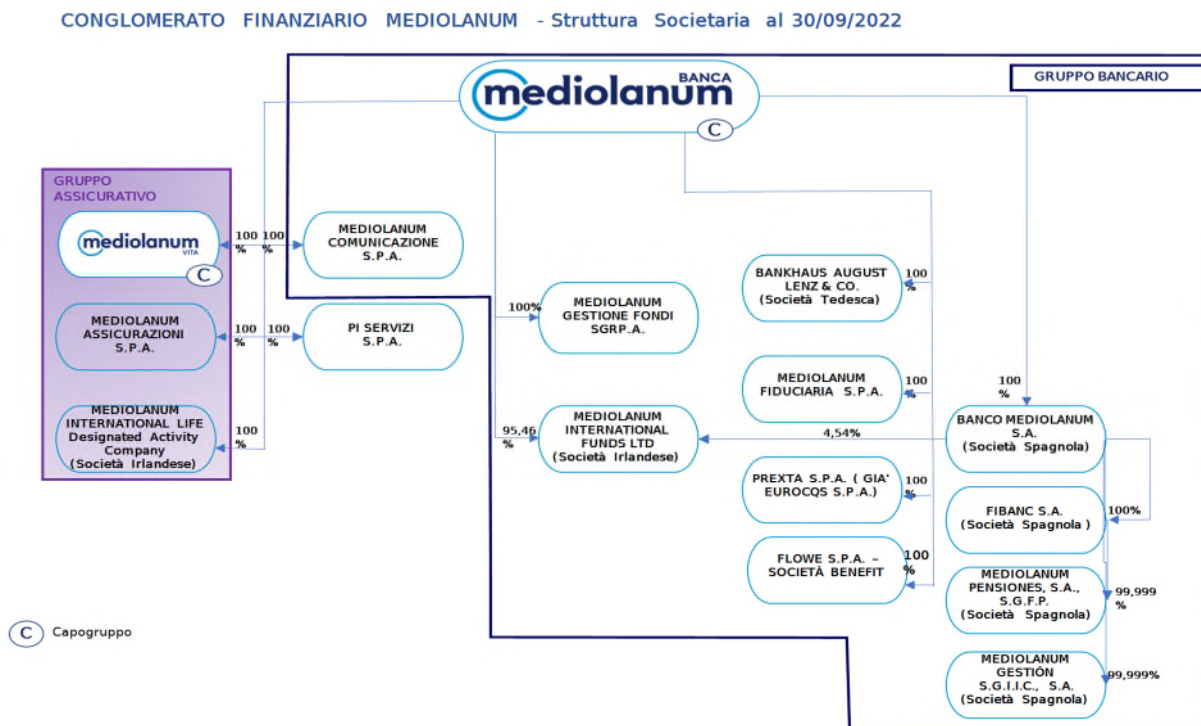 CONGLOMERATO FINANZIARIO MEDIOLANUM - Struttura Societaria al 30/09/2022
GRUPPO BANCARIO
BANCA
mediolanum
C
GRUPPO
ASSICURATIVO
mediolanum
VITA
C
100
%
100
%
MEDIOLANUM
COMUNICAZIONE
S.P.A.
MEDIOLANUM
ASSICURAZIONI
S.P.A.
100
%
100
%
PI SERVIZI
S.P.A.
MEDIOLANUM
INTERNATIONAL LIFE
Designated Activity
Company
(Società Irlandese)
100
%
100%
MEDIOLANUM
GESTIONE FONDI
SGRP.A.
95,46
%
MEDIOLANUM
INTERNATIONAL
FUNDS LTD
(Società Irlandese)
4,54%
BANKHAUS AUGUST
LENZ & CO.
(Società Tedesca)
100
%
MEDIOLANUM
FIDUCIARIA S.P.A.
100
%
PREXTA S.P.A. ( GIA'
EUROCQS S.P.A.)
100
%
FLOWE S.P.A. –
SOCIETÀ BENEFIT
100
%
100
%
BANCO MEDIOLANUM
S.A.
(Società Spagnola)
FIBANC S.A.
(Società Spagnola )
100%
MEDIOLANUM
PENSIONES, S.A.,
S.G.F.P.
(Società Spagnola)
99,999
%
MEDIOLANUM
GESTIÓN
S.G.I.I.C., S.A.
(Società Spagnola)
99,999%
C Capogruppo